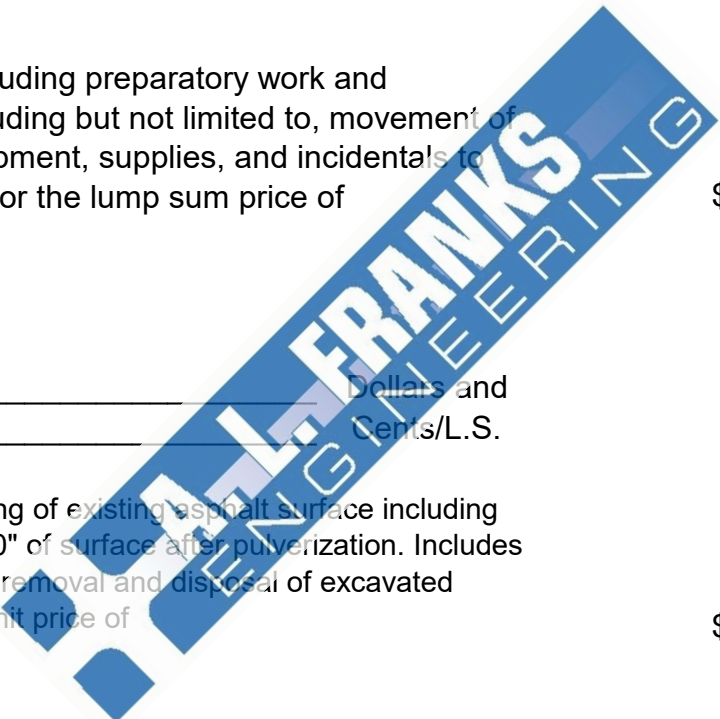 uding preparatory work and
uding but not limited to, movement of
pment, supplies, and incidentals to
or the lump sum price of
$
Dollars and
Cents/L.S.
ng of existing asphalt surface including
0" of surface after pulverization. Includes
removal and disposal of excavated
nit price of
$
A. L. FRANKS
ENGINEERING